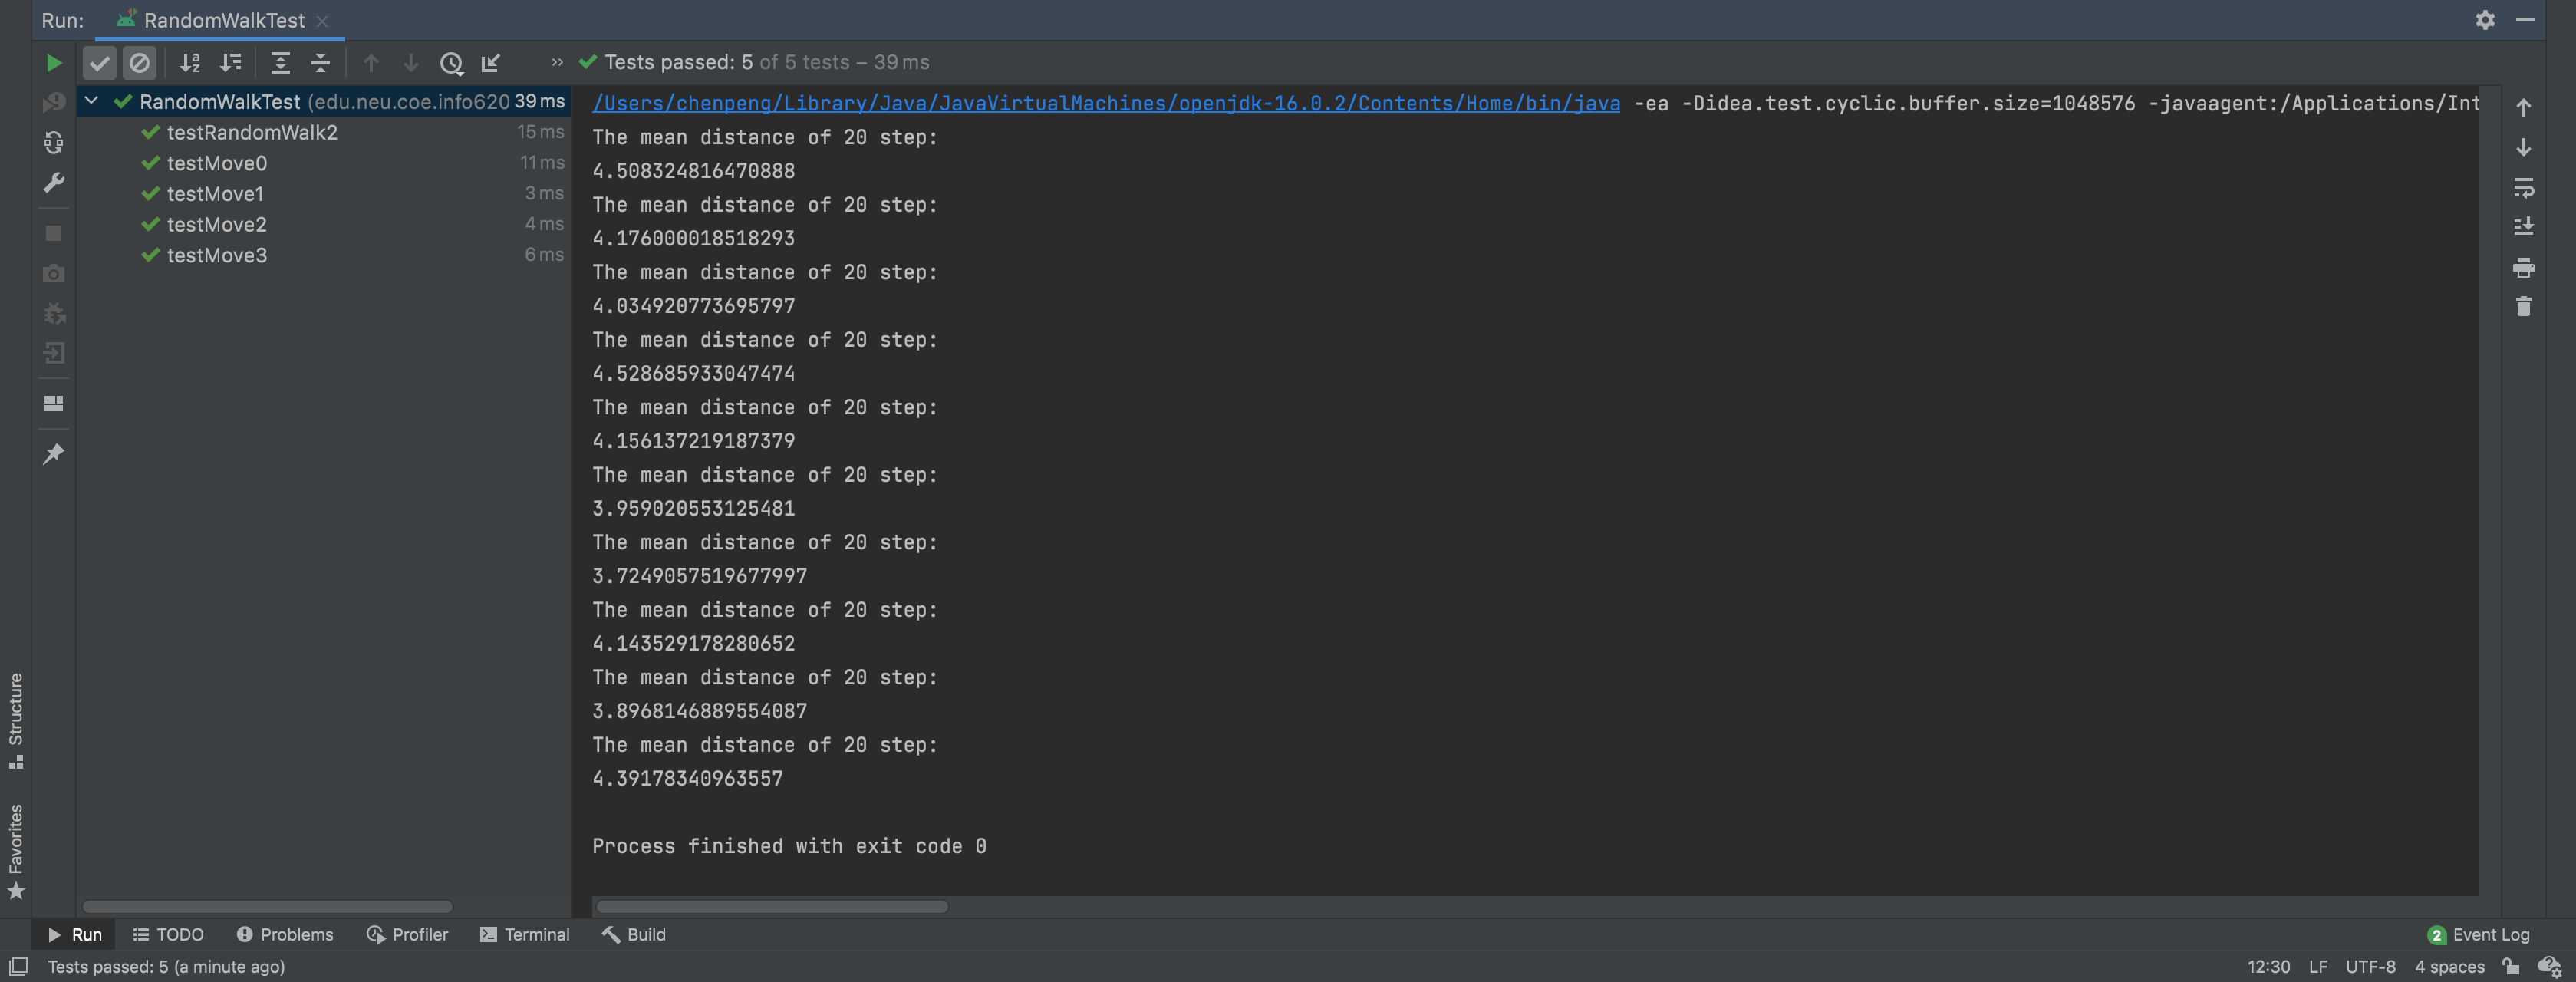 Run: RandomWalkTest
Tests passed: 5 of 5 tests – 39 ms
RandomWalkTest (edu.neu.coe.info620 39 ms
testRandomWalk2 15 ms
testMove0 11 ms
testMove1 3 ms
testMove2 4 ms
testMove3 6 ms
/Users/chenpeng/Library/Java/JavaVirtualMachines/openjdk-16.0.2/Contents/Home/bin/java -ea -Didea.test.cyclic.buffer.size=1048576 -javaagent:/Applications/Int
The mean distance of 20 step:
4.508324816470888
The mean distance of 20 step:
4.176000018518293
The mean distance of 20 step:
4.034920773695797
The mean distance of 20 step:
4.528685933047474
The mean distance of 20 step:
4.156137219187379
The mean distance of 20 step:
3.959020553125481
The mean distance of 20 step:
3.7249057519677997
The mean distance of 20 step:
4.143529178280652
The mean distance of 20 step:
3.8968146889554087
The mean distance of 20 step:
4.39178340963557
Process finished with exit code 0
Structure
Favorites
Run TODO Problems Profiler Terminal Build 2 Event Log
Tests passed: 5 (a minute ago) 12:30 LF UTF-8 4 spaces